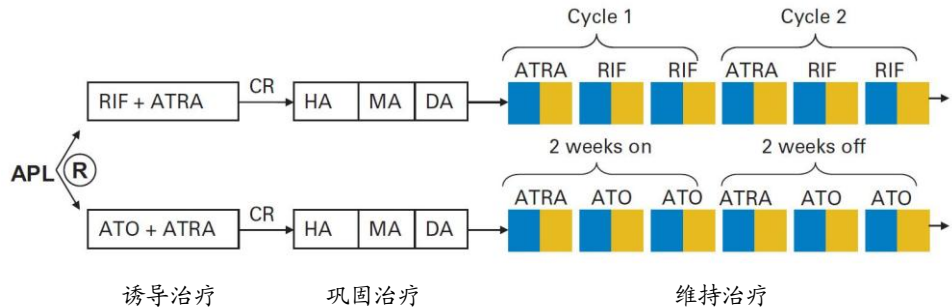 Cycle 1 Cycle 2
ATRA RIF RIF ATRA RIF RIF
RIF + ATRA CR HA MA DA
APL R
2 weeks on 2 weeks off
ATRA ATO ATO ATRA ATO ATO
ATO + ATRA CR HA MA DA
诱导治疗 巩固治疗 维持治疗